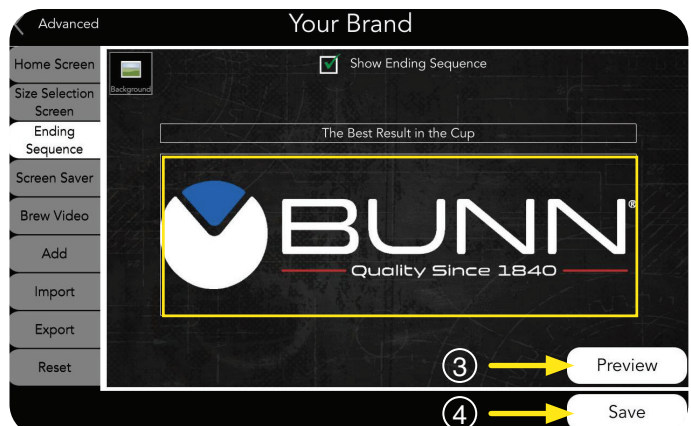 Advanced
Your Brand
Home Screen
Size Selection
Screen
Ending
Sequence
Screen Saver
Brew Video
Add
Import
Export
Reset
Background
Show Ending Sequence
The Best Result in the Cup
BUNN®
Quality Since 1840
③
Preview
④
Save